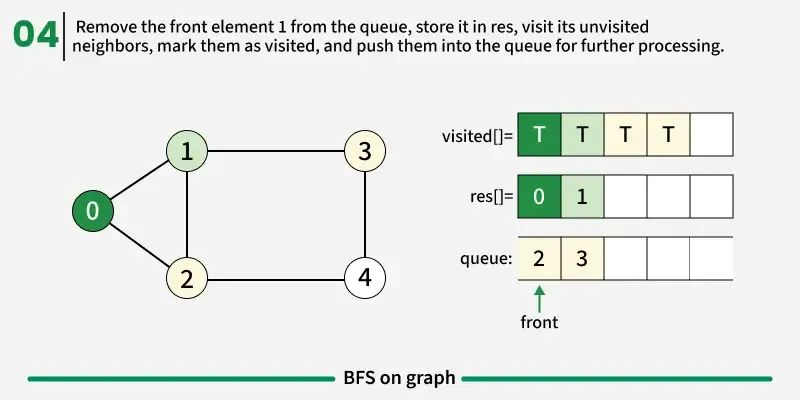 04
Remove the front element 1 from the queue, store it in res, visit its unvisited
neighbors, mark them as visited, and push them into the queue for further processing.
0
1
2
3
4
visited[]= T T T T
res[]= 0 1
queue: 2 3
front
BFS on graph